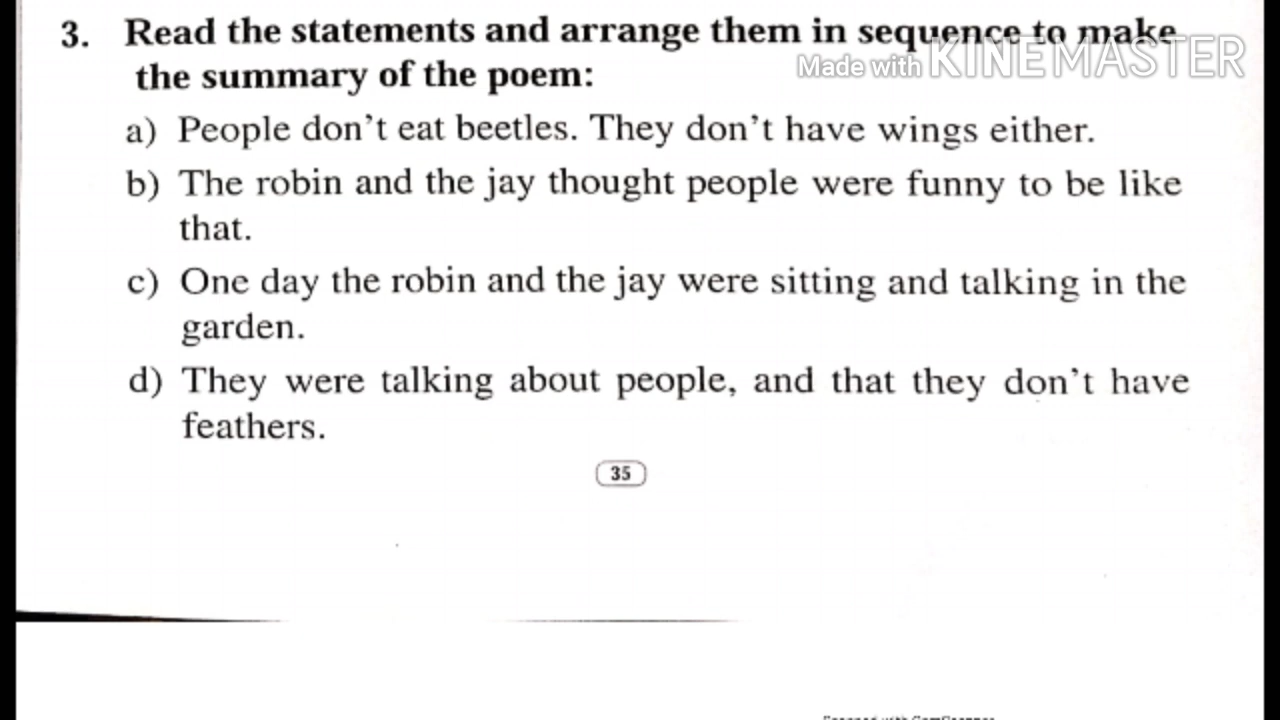 3. Read the statements and arrange them in sequence to make
Made with KINEMASTER
the summary of the poem:
a) People don't eat beetles. They don't have wings either.
b) The robin and the jay thought people were funny to be like
that.
c) One day the robin and the jay were sitting and talking in the
garden.
d) They were talking about people, and that they don't have
feathers.
35